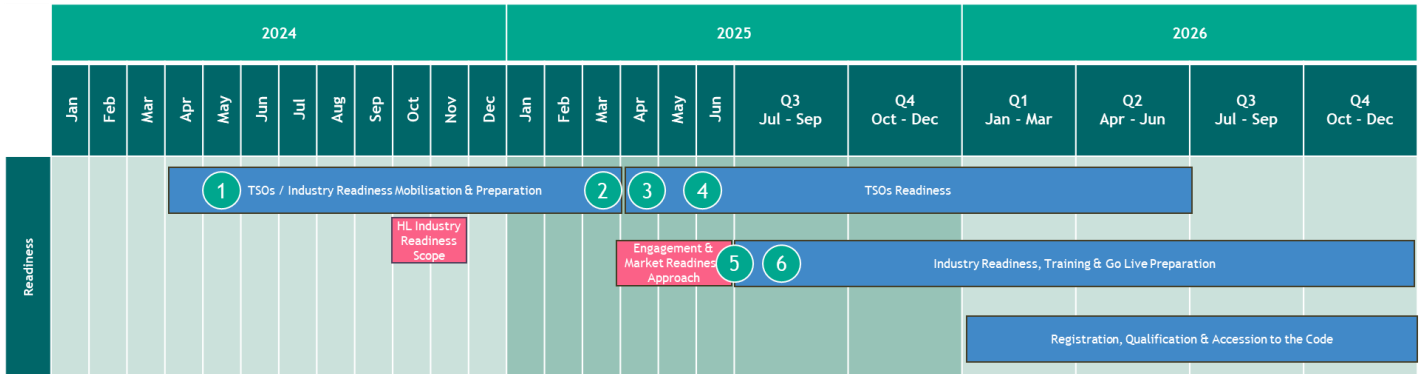 2024
2025
2026
Jan
Feb
Mar
Apr
May
Jun
Jul
Aug
Sep
Oct
Nov
Dec
Jan
Feb
Mar
Apr
May
Jun
Q3
Jul - Sep
Q4
Oct - Dec
Q1
Jan - Mar
Q2
Apr - Jun
Q3
Jul - Sep
Q4
Oct - Dec
Readiness
1
TSOs / Industry Readiness Mobilisation & Preparation
2
3
4
TSOs Readiness
HL Industry
Readiness
Scope
Engagement &
Market Readines
Approach
5
6
Industry Readiness, Training & Go Live Preparation
Registration, Qualification & Accession to the Code